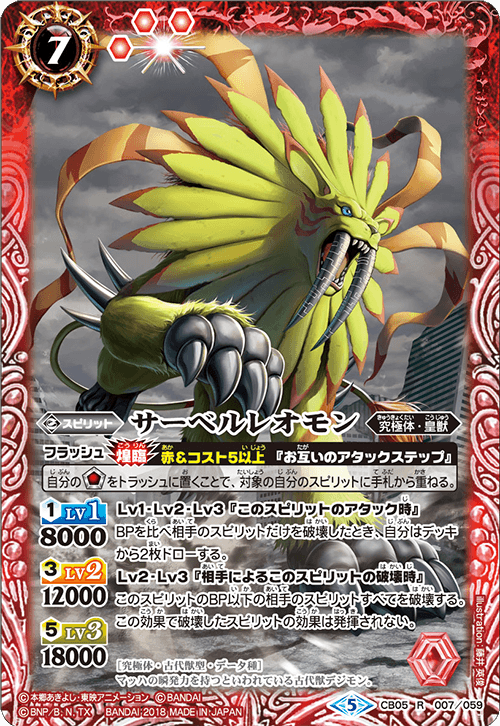 7
サーベルレオモン
② スピリット
究極体・皇獣
フラッシュ 煌臨 赤&コスト5以上 『お互いのアタックステップ』
自分の をトラッシュに置くことで、対象の自分のスピリットに手札から重ねる。
1 LV1 8000
Lv1・Lv2・Lv3『このスピリットのアタック時』
BPを比べ相手のスピリットだけを破壊したとき、自分はデッキ
から2枚ドローする。
3 LV2 12000
Lv2・Lv3『相手によるこのスピリットの破壊時』
このスピリットのBP以下の相手のスピリットすべてを破壊する。
この効果で破壊したスピリットの効果は発揮されない。
5 LV3 18000
[究極体・古代獣型・データ種]
マッハの瞬発力を持つといわれている古代獣デジモン。
illustration: 藤井英俊
©本郷あきよし・東映アニメーション ©BANDAI
©BNP/B, N, TX BANDAI 2018 MADE IN JAPAN
5 CB05 R 007/059